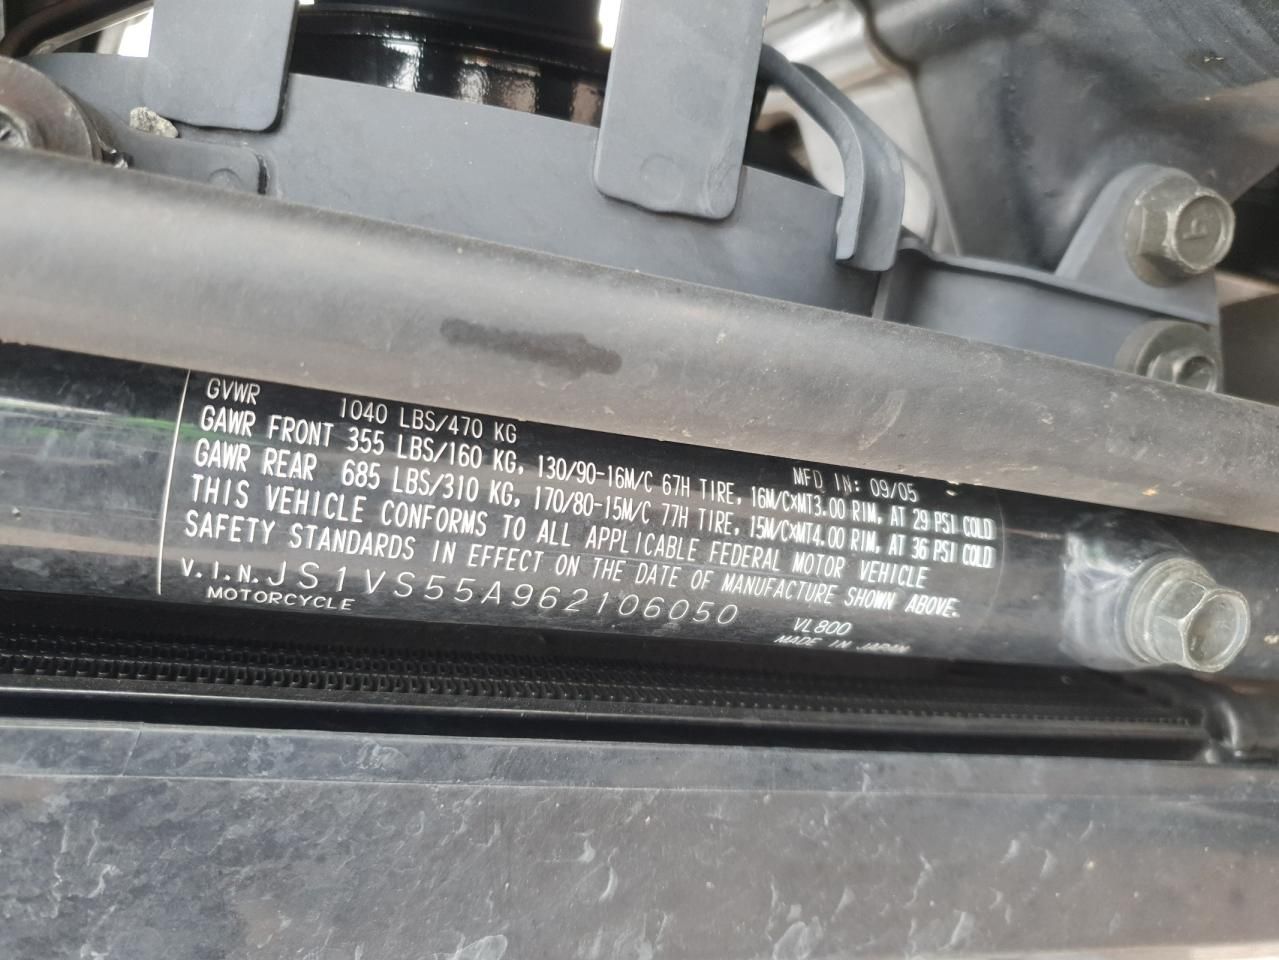 MFD IN: 09/05
GVWR 1040 LBS/470 KG
GAWR FRONT 355 LBS/160 KG, 130/90-16M/C 67H TIRE, 16M/C×MT3.00 RIM, AT 29 PSI COLD
GAWR REAR 685 LBS/310 KG, 170/80-15M/C 77H TIRE, 15M/C×MT4.00 RIM, AT 36 PSI COLD
THIS VEHICLE CONFORMS TO ALL APPLICABLE FEDERAL MOTOR VEHICLE
SAFETY STANDARDS IN EFFECT ON THE DATE OF MANUFACTURE SHOWN ABOVE.
V.I.N. JS1VS55A962106050
MOTORCYCLE
VL800
MADE IN JAPAN